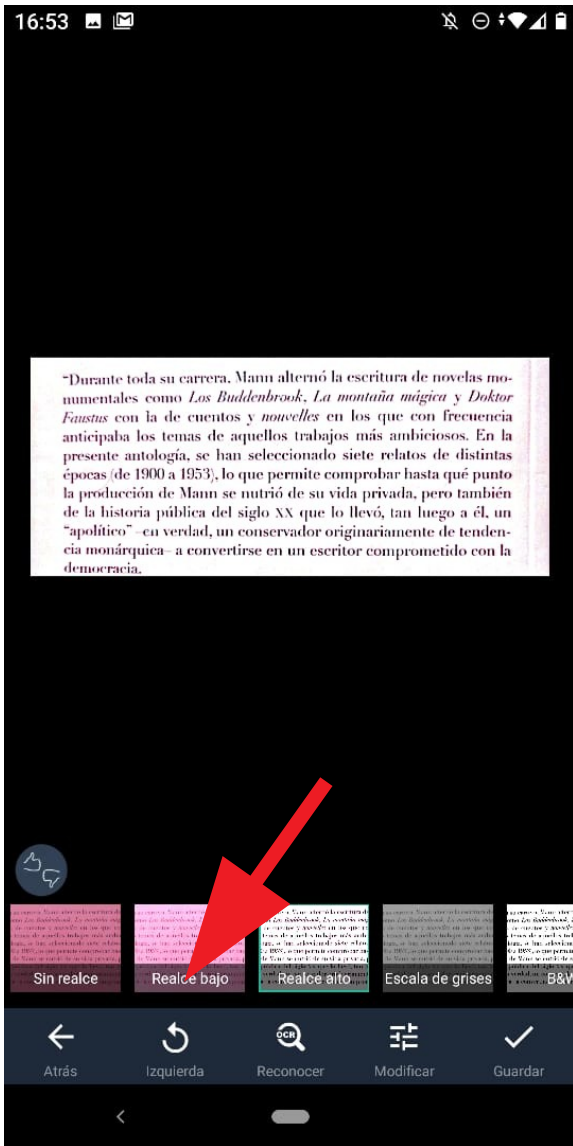 16:53
"Durante toda su carrera, Mann alternó la escritura de novelas mo-
numentales como Los Buddenbrook, La montaña mágica y Doktor
Faustus con la de cuentos y nouvelles en los que con frecuencia
anticipaba los temas de aquellos trabajos más ambiciosos. En la
presente antología, se han seleccionado siete relatos de distintas
épocas (de 1900 a 1953), lo que permite comprobar hasta qué punto
la producción de Mann se nutrió de su vida privada, pero también
de la historia pública del siglo XX que lo llevó, tan luego a él, un
"apolítico" –en verdad, un conservador originariamente de tenden-
cia monárquica– a convertirse en un escritor comprometido con la
democracia.
Sin realce Realce bajo Realce alto Escala de grises B&W
OCR
Atrás Izquierda Reconocer Modificar Guardar